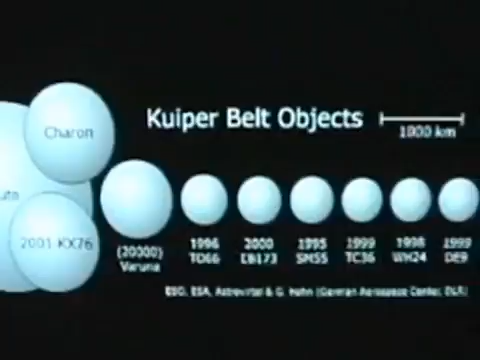 Kuiper Belt Objects
1000 km
Charon
uto
2001 KX76
(20000) Varuna
1996 TO66
2000 EB173
1995 SM55
1999 TC36
1998 WH24
1999 DE9
ESO, ESA, Astrovirtel & G. Hahn (German Aerospace Center, DLR)